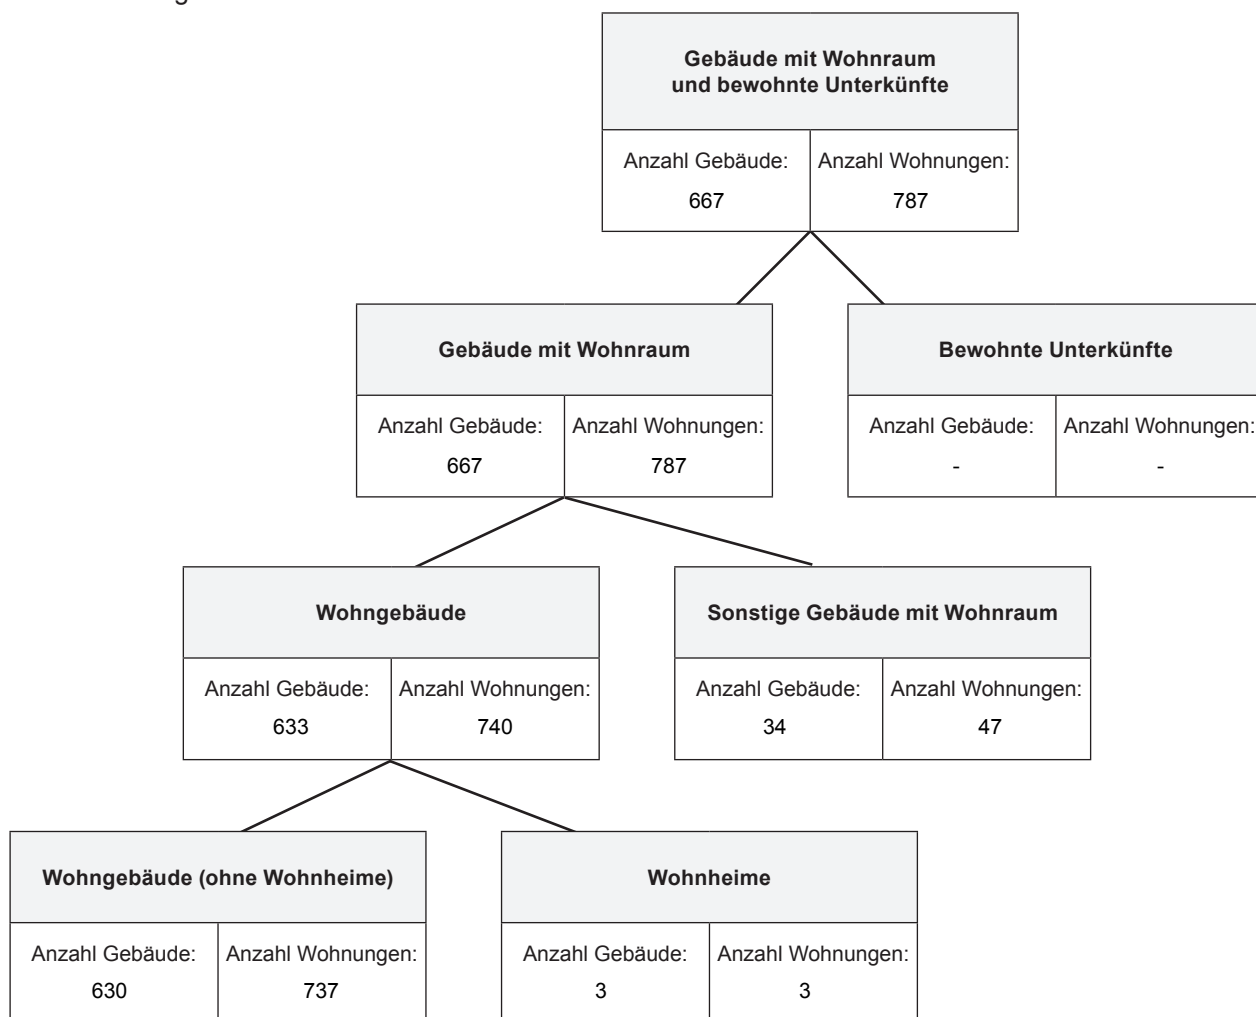 Gebäude mit Wohnraum
und bewohnte Unterkünfte
Anzahl Gebäude: Anzahl Wohnungen:
667 787
Gebäude mit Wohnraum
Anzahl Gebäude: Anzahl Wohnungen:
667 787
Bewohnte Unterkünfte
Anzahl Gebäude: Anzahl Wohnungen:
- -
Wohngebäude
Anzahl Gebäude: Anzahl Wohnungen:
633 740
Sonstige Gebäude mit Wohnraum
Anzahl Gebäude: Anzahl Wohnungen:
34 47
Wohngebäude (ohne Wohnheime)
Anzahl Gebäude: Anzahl Wohnungen:
630 737
Wohnheime
Anzahl Gebäude: Anzahl Wohnungen:
3 3